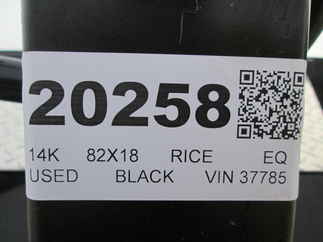 20258
14K 82X18 RICE EQ
USED BLACK VIN 37785